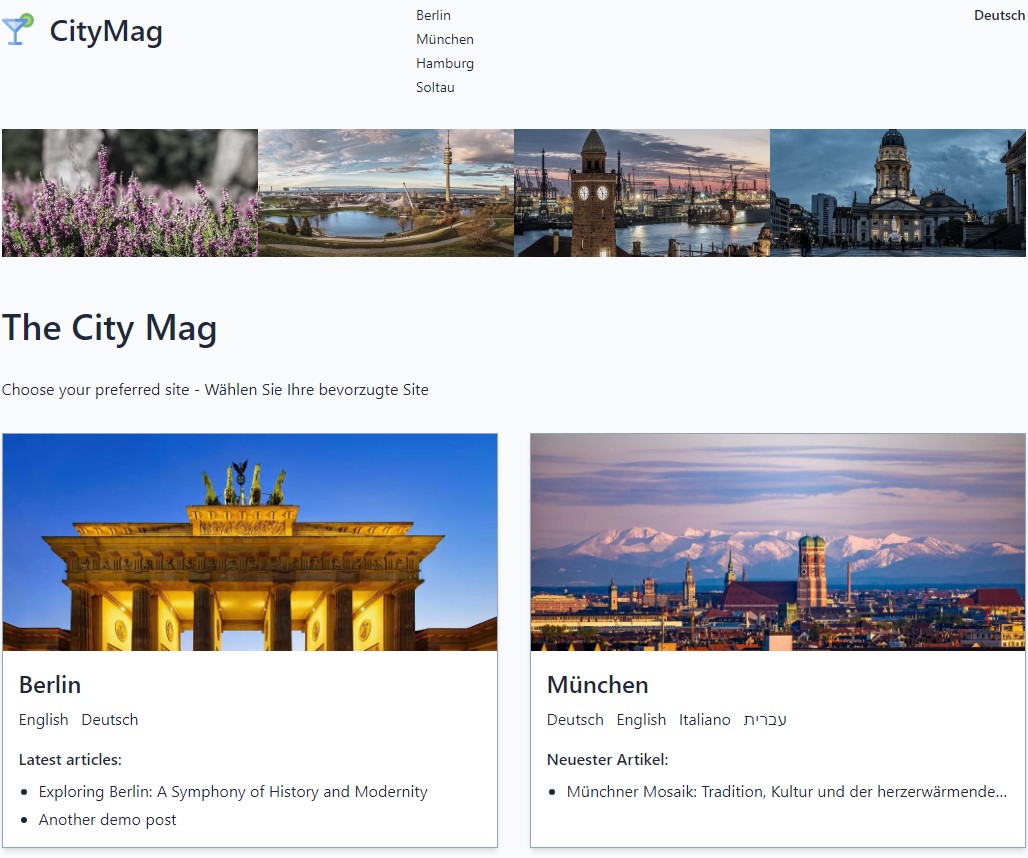 CityMag
Berlin
München
Hamburg
Soltau
Deutsch
The City Mag
Choose your preferred site - Wählen Sie Ihre bevorzugte Site
Berlin
English Deutsch
Latest articles:
Exploring Berlin: A Symphony of History and Modernity
Another demo post
München
Deutsch English Italiano עברית
Neuester Artikel:
Münchner Mosaik: Tradition, Kultur und der herzerwärmende...